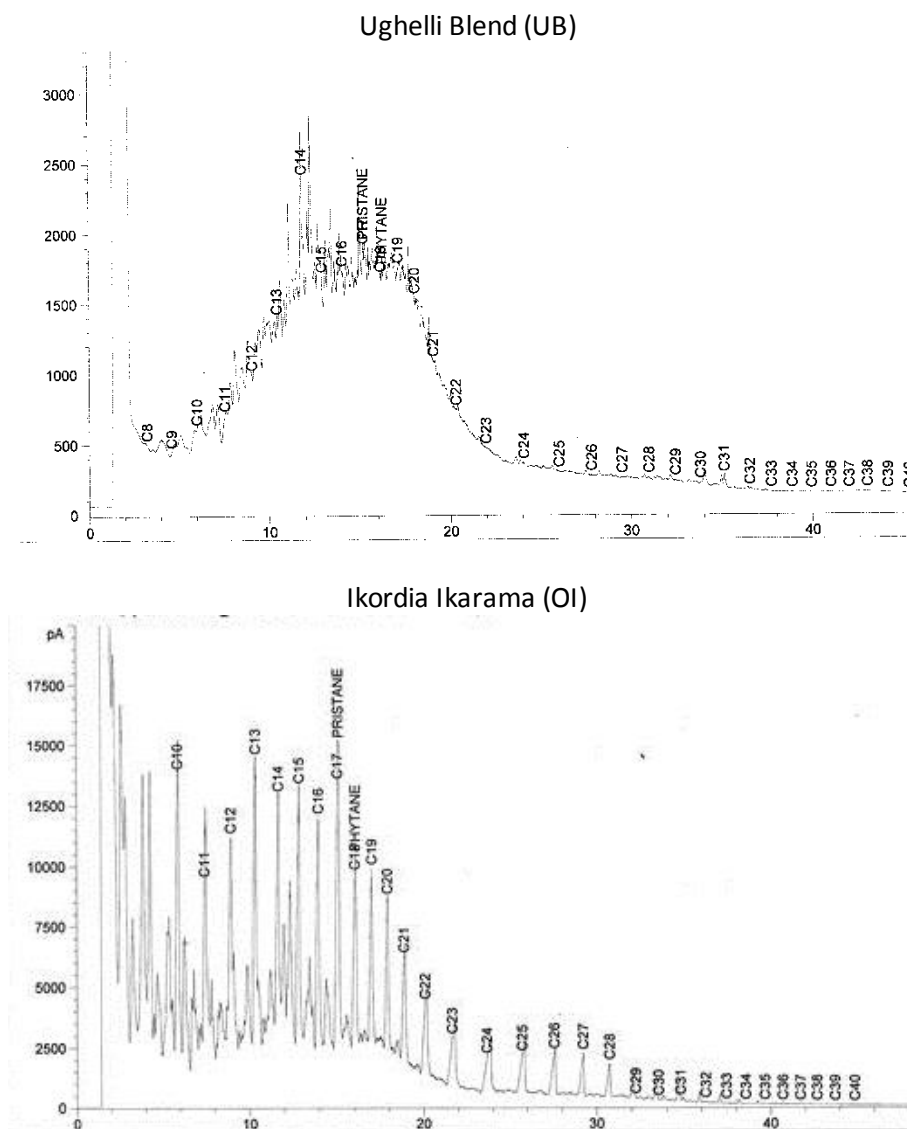 Ughelli Blend (UB)
3000
2500
2000
1500
1000
500
0
C8
C9
C10
C11
C12
C13
C14
C15
C16
PRISTANE
C18
PHYTANE
C19
C20
C21
C22
C23
C24
C25
C26
C27
C28
C29
C30
C31
C32
C33
C34
C35
C36
C37
C38
C39
0 10 20 30 40
Ikordia Ikarama (OI)
pA
17500
15000
12500
10000
7500
5000
2500
0
C10
C11
C12
C13
C14
C15
C16
C17 PRISTANE
C18 PHYTANE
C19
C20
C21
C22
C23
C24
C25
C26
C27
C28
C29
C30
C31
C32
C33
C34
C35
C36
C37
C38
C39
C40
0 10 20 30 40